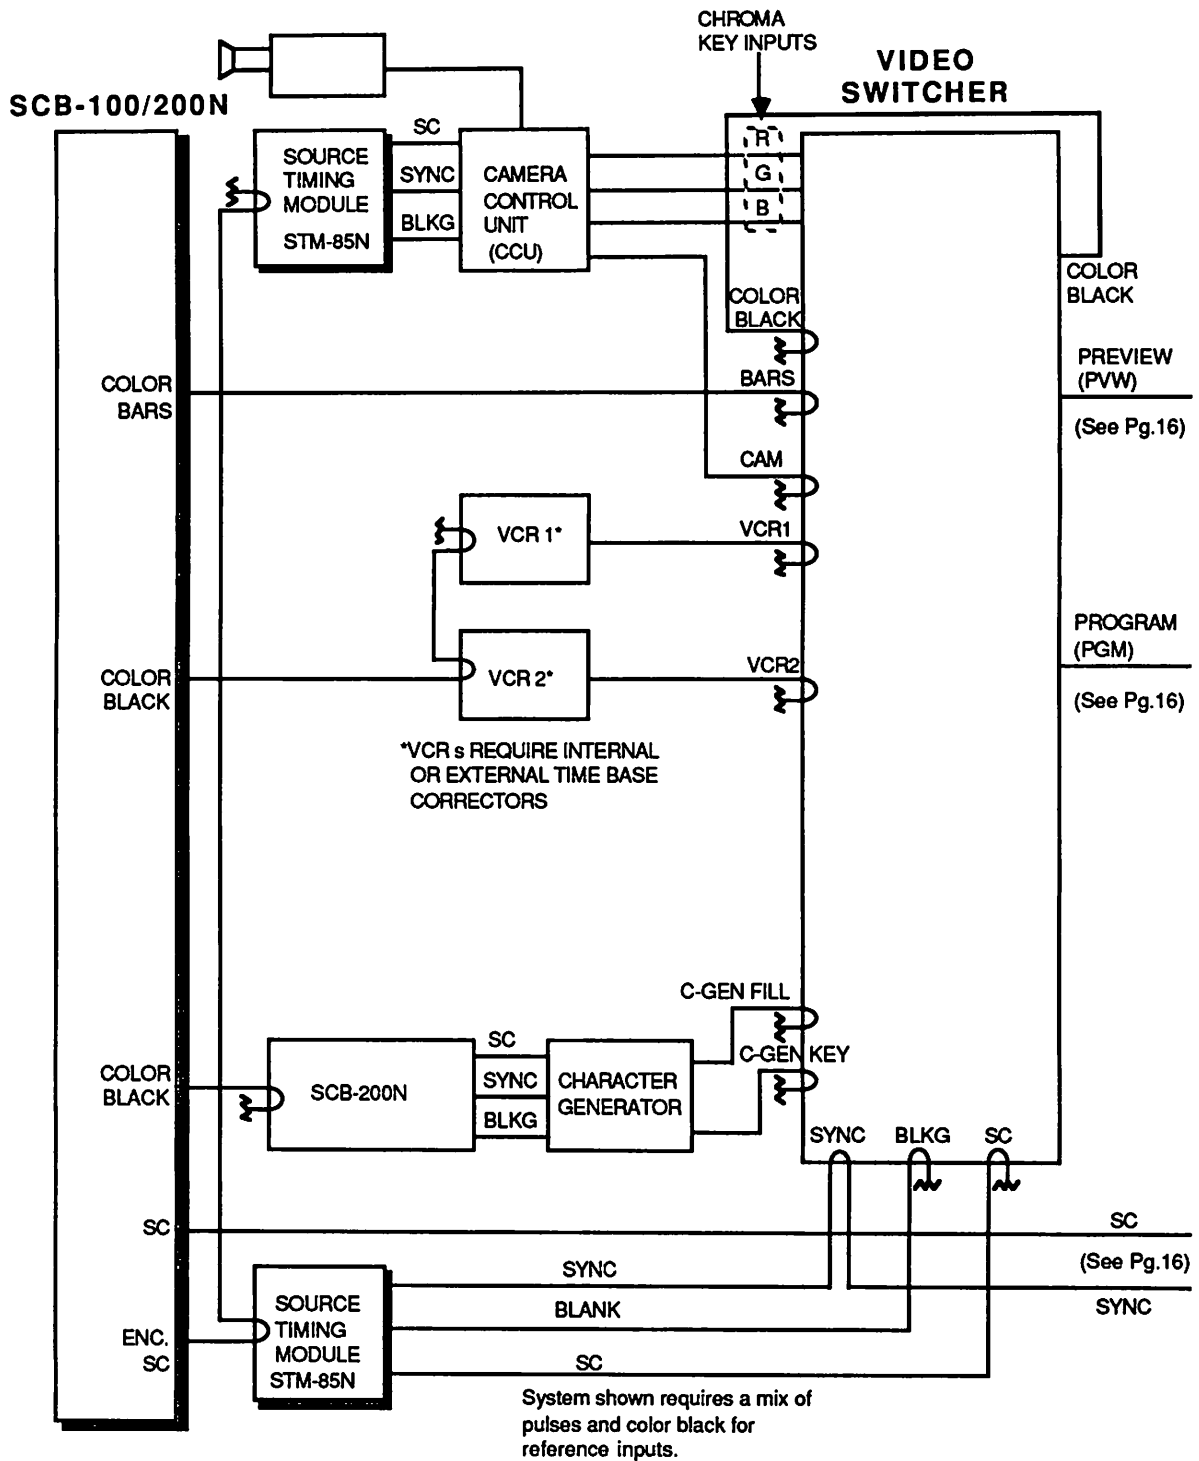 CHROMA
KEY INPUTS
VIDEO
SWITCHER
SCB-100/200N
SOURCE
TIMING
MODULE
STM-85N
SC
SYNC
BLKG
CAMERA
CONTROL
UNIT
(CCU)
R
G
B
COLOR
BLACK
COLOR
BLACK
PREVIEW
(PVW)
(See Pg.16)
COLOR
BARS
BARS
CAM
VCR 1*
VCR1
PROGRAM
(PGM)
(See Pg.16)
COLOR
BLACK
VCR 2*
VCR2
*VCR s REQUIRE INTERNAL
OR EXTERNAL TIME BASE
CORRECTORS
C-GEN FILL
C-GEN KEY
COLOR
BLACK
SCB-200N
SC
SYNC
BLKG
CHARACTER
GENERATOR
SYNC
BLKG
SC
SC
SC
(See Pg.16)
SYNC
ENC.
SC
SOURCE
TIMING
MODULE
STM-85N
SYNC
BLANK
SC
System shown requires a mix of
pulses and color black for
reference inputs.